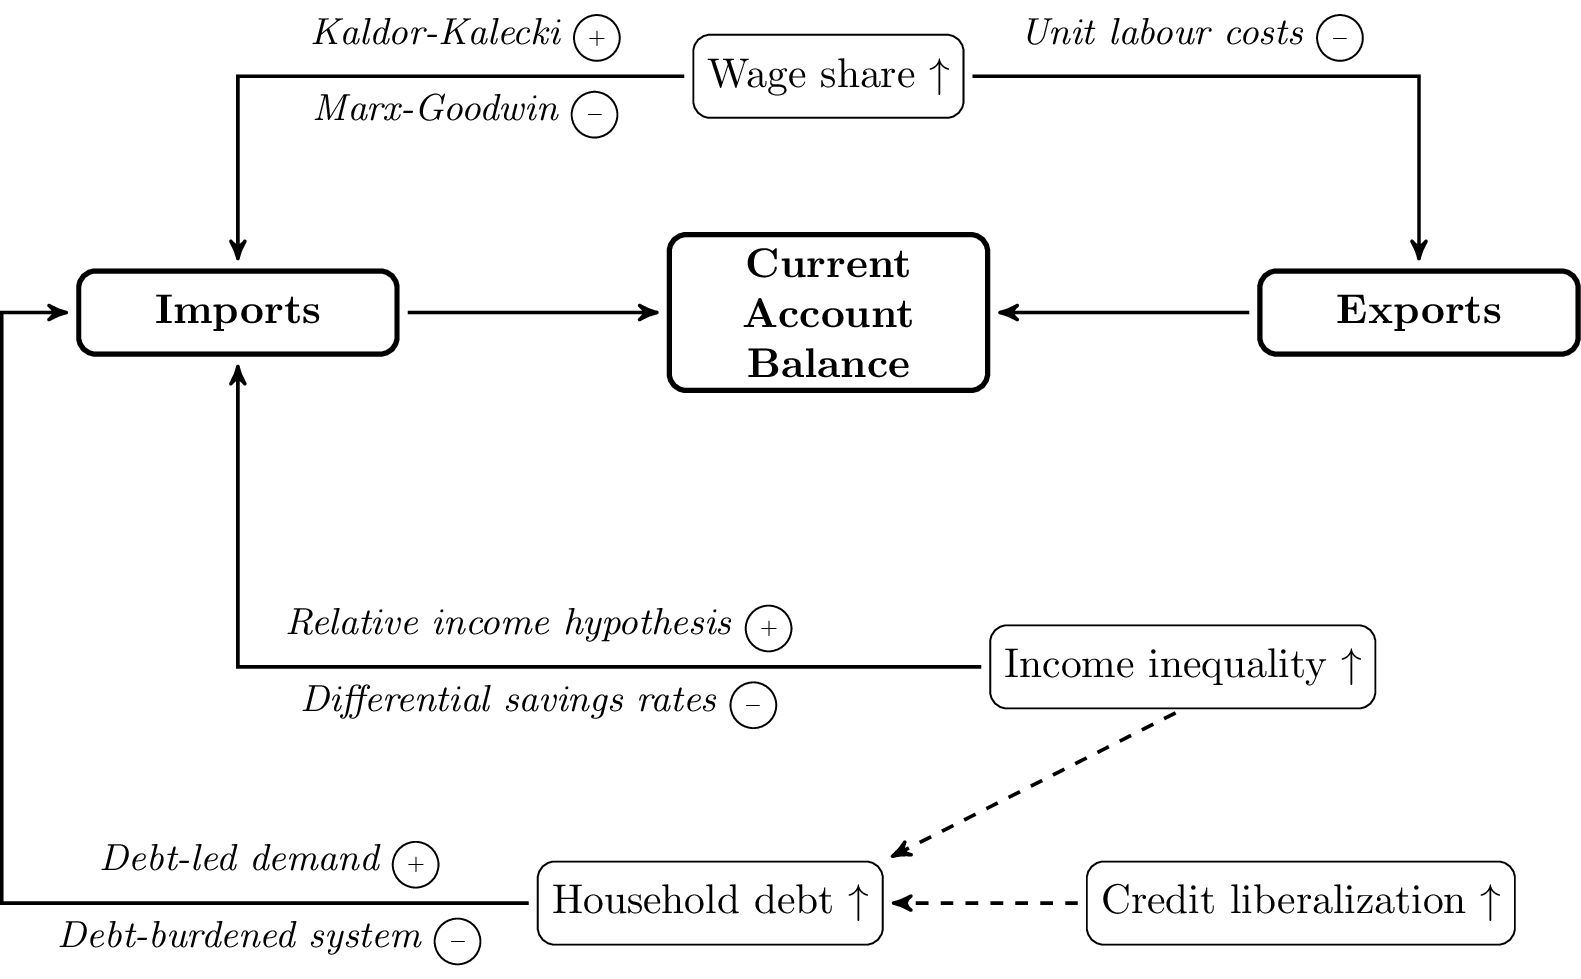 Kaldor-Kalecki +
Wage share ↑
Unit labour costs −
Marx-Goodwin −
Imports
Current
Account
Balance
Exports
Relative income hypothesis +
Income inequality ↑
Differential savings rates −
Debt-led demand +
Household debt ↑
Credit liberalization ↑
Debt-burdened system −